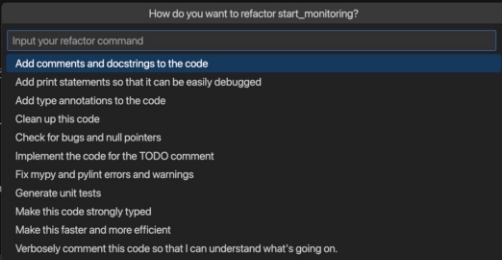 How do you want to refactor start_monitoring?
Input your refactor command
Add comments and docstrings to the code
Add print statements so that it can be easily debugged
Add type annotations to the code
Clean up this code
Check for bugs and null pointers
Implement the code for the TODO comment
Fix mypy and pylint errors and warnings
Generate unit tests
Make this code strongly typed
Make this faster and more efficient
Verbosely comment this code so that I can understand what's going on.